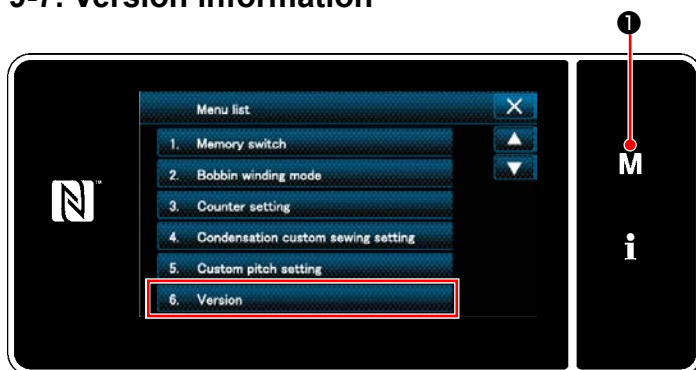 9-7. Version information
❶
Menu list
1. Memory switch
2. Bobbin winding mode
3. Counter setting
4. Condensation custom sewing setting
5. Custom pitch setting
6. Version
M
i
N™